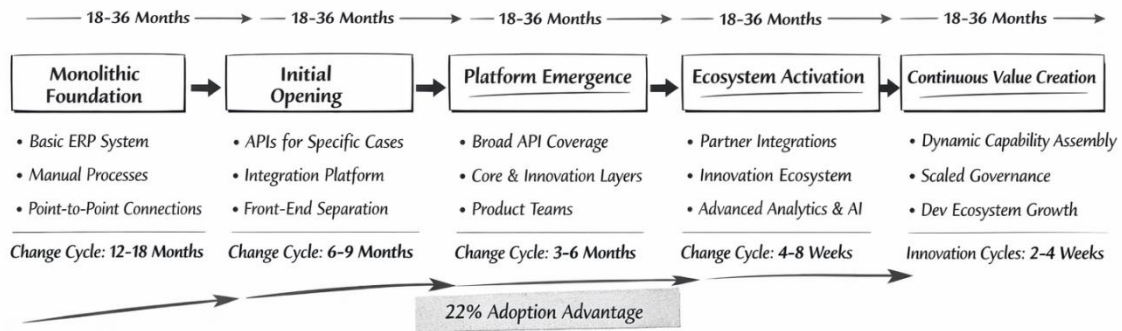 18-36 Months
18-36 Months
18-36 Months
18-36 Months
18-36 Months
Monolithic
Foundation
Initial
Opening
Platform Emergence
Ecosystem Activation
Continuous Value Creation
• Basic ERP System
• Manual Processes
• Point-to-Point Connections
Change Cycle: 12-18 Months
• APIs for Specific Cases
• Integration Platform
• Front-End Separation
Change Cycle: 6-9 Months
• Broad API Coverage
• Core & Innovation Layers
• Product Teams
Change Cycle: 3-6 Months
• Partner Integrations
• Innovation Ecosystem
• Advanced Analytics & AI
Change Cycle: 4-8 Weeks
• Dynamic Capability Assembly
• Scaled Governance
• Dev Ecosystem Growth
Innovation Cycles: 2-4 Weeks
22% Adoption Advantage